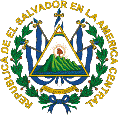 REPUBLICA DE EL SALVADOR EN LA AMERICA CENTRAL